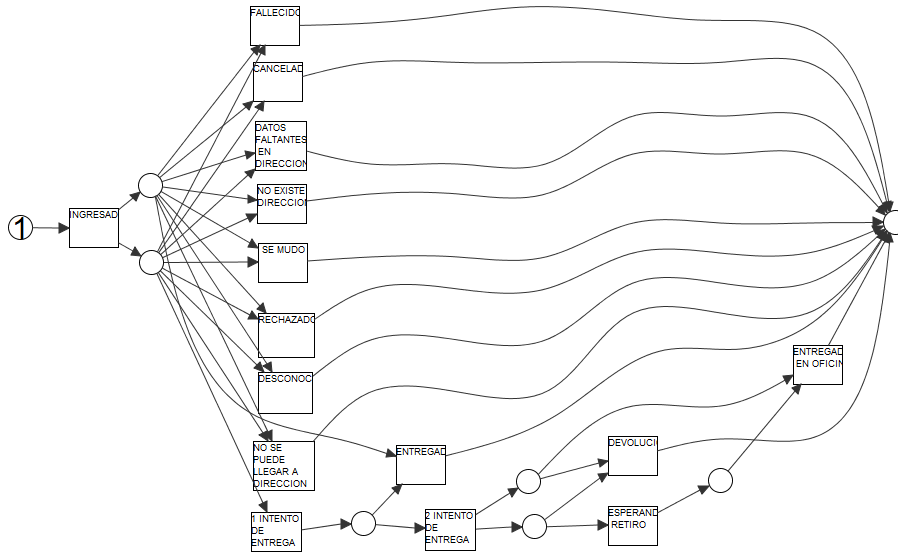 FALLECIDO
CANCELAD
DATOS
FALTANTES
EN
DIRECCION
NO EXISTE
DIRECCION
1
INGRESAD
SE MUDO
RECHAZADO
DESCONOC
ENTREGAD
EN OFICIN
NO SE
PUEDE
LLEGAR A
DIRECCION
ENTREGAD
DEVOLUCI
1 INTENTO
DE
ENTREGA
2 INTENTO
DE
ENTREGA
ESPERAND
RETIRO